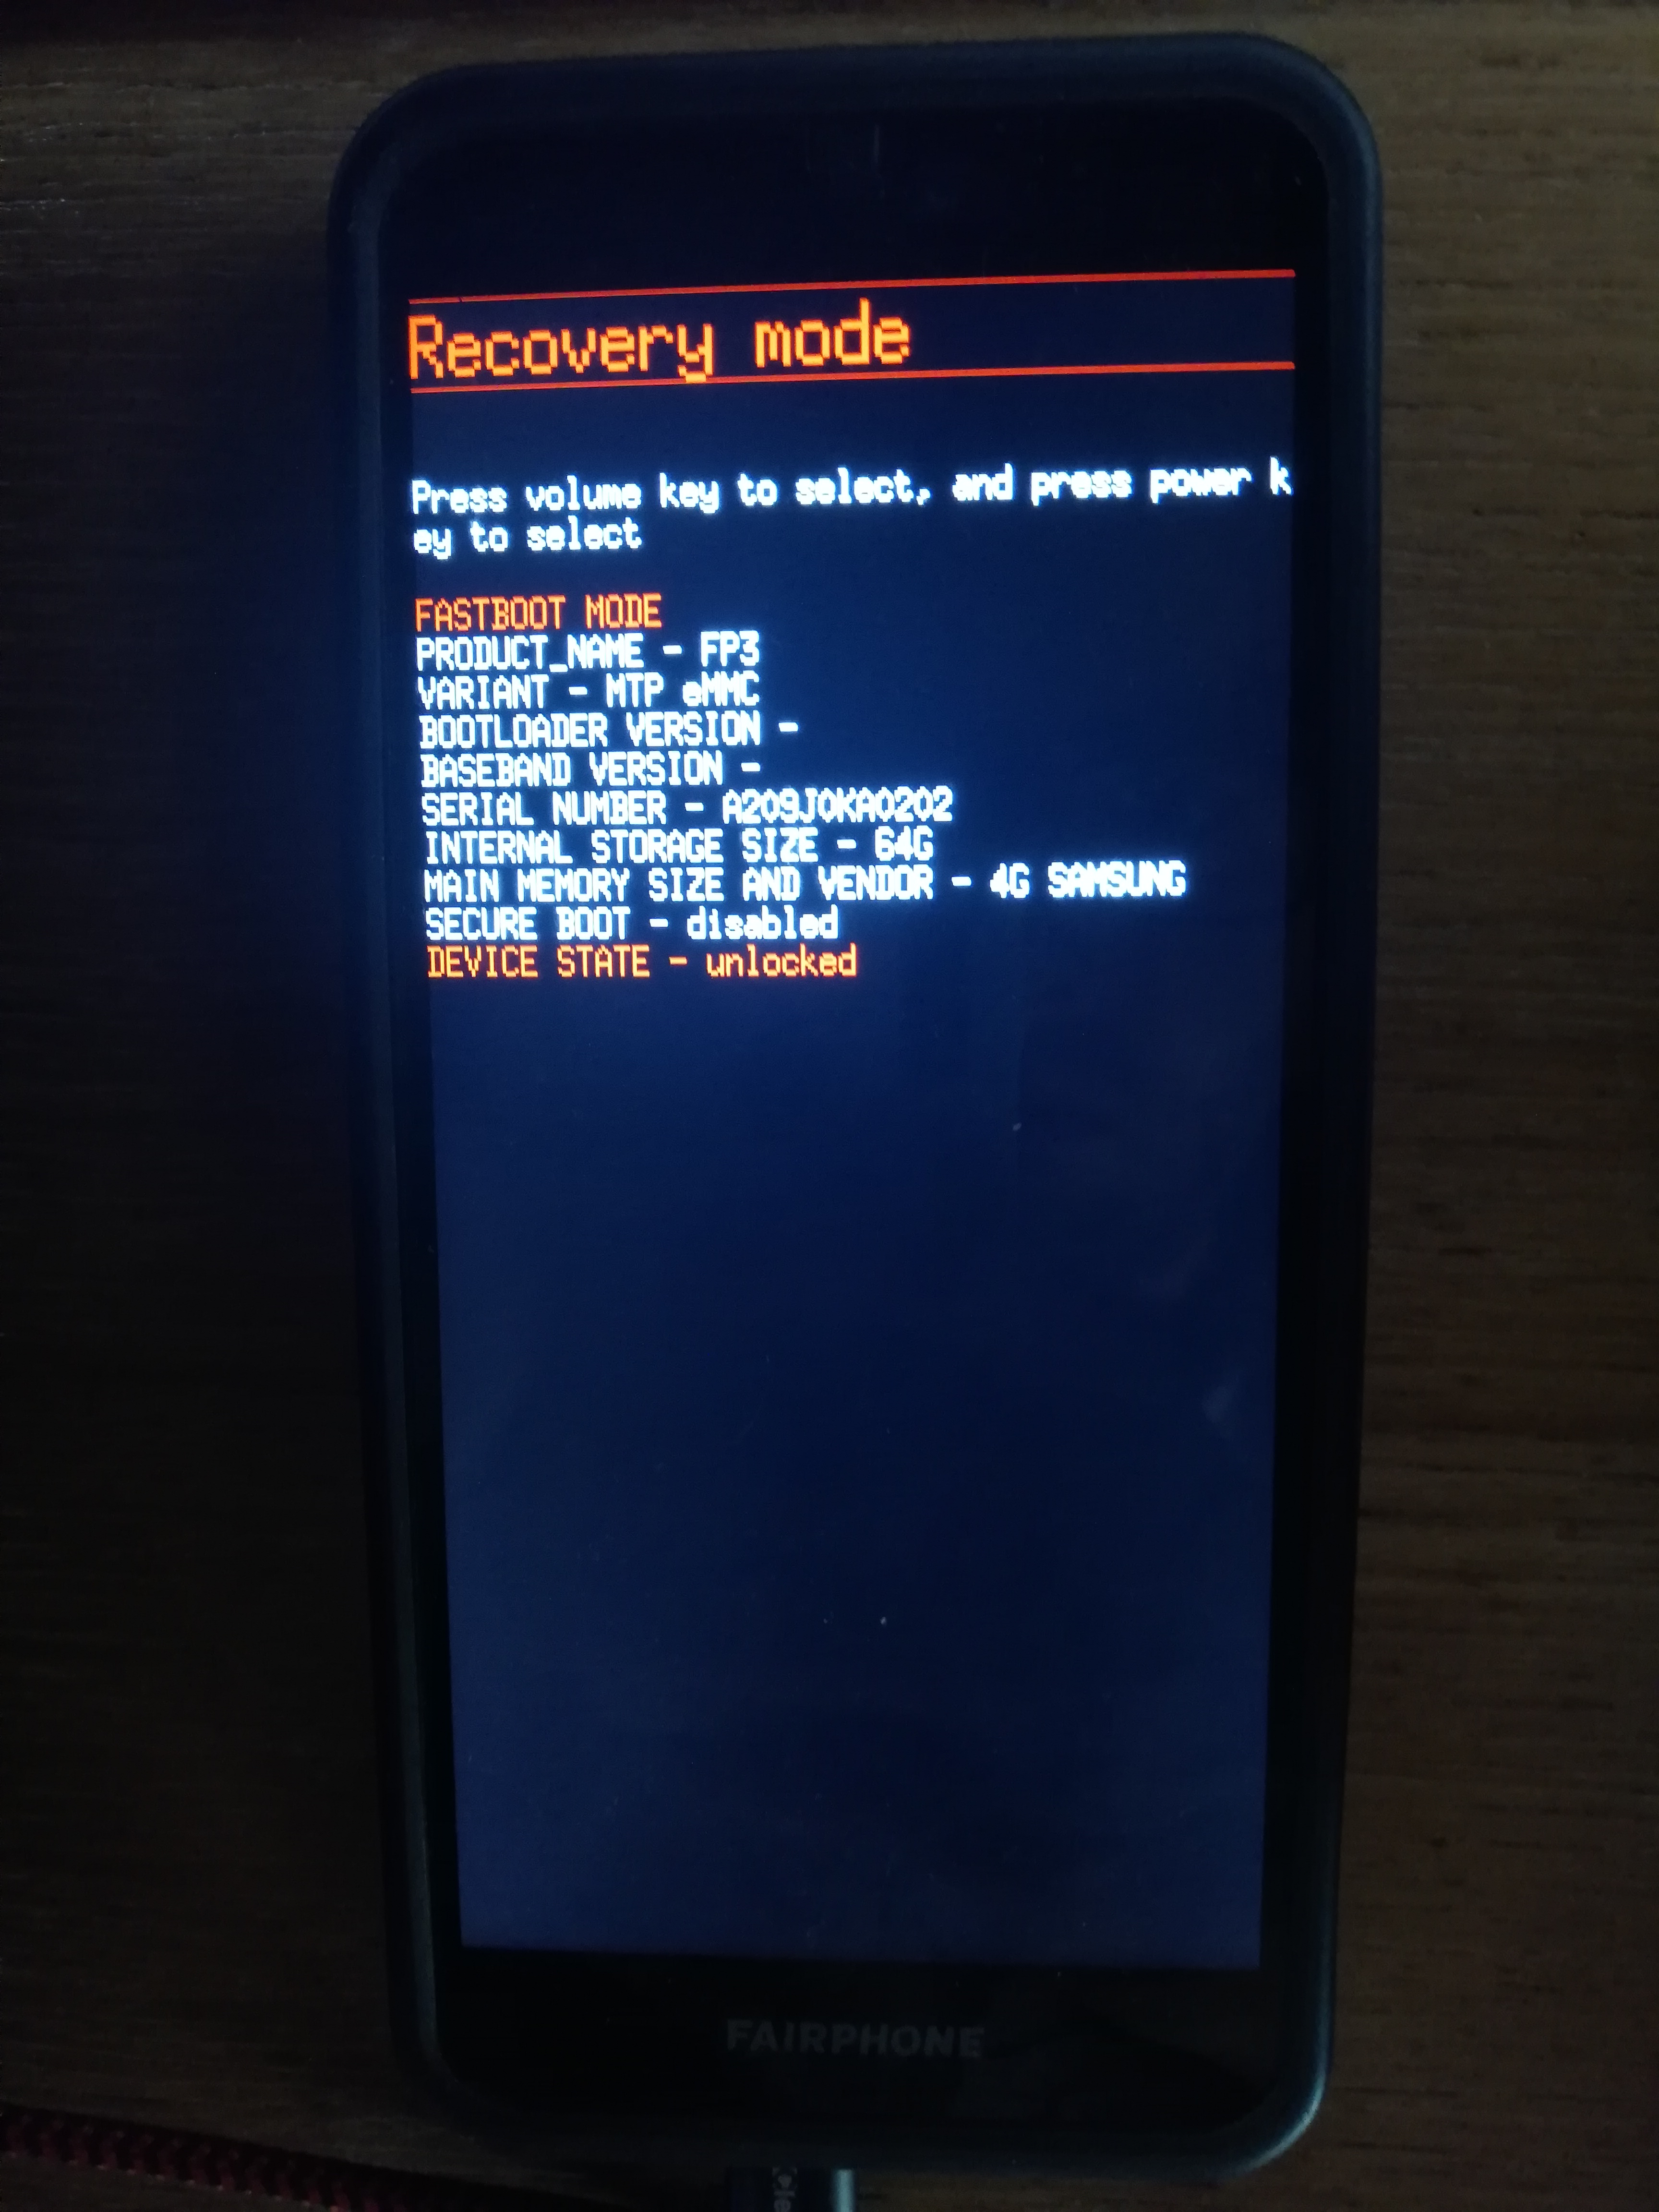 Recovery mode
Press volume key to select, and press power k
ey to select
FASTBOOT MODE
PRODUCT_NAME - FP3
VARIANT - MTP eMMC
BOOTLOADER VERSION -
BASEBAND VERSION -
SERIAL NUMBER - A209J0KA0202
INTERNAL STORAGE SIZE - 64G
MAIN MEMORY SIZE AND VENDOR - 4G SAMSUNG
SECURE BOOT - disabled
DEVICE STATE - unlocked
FAIRPHONE